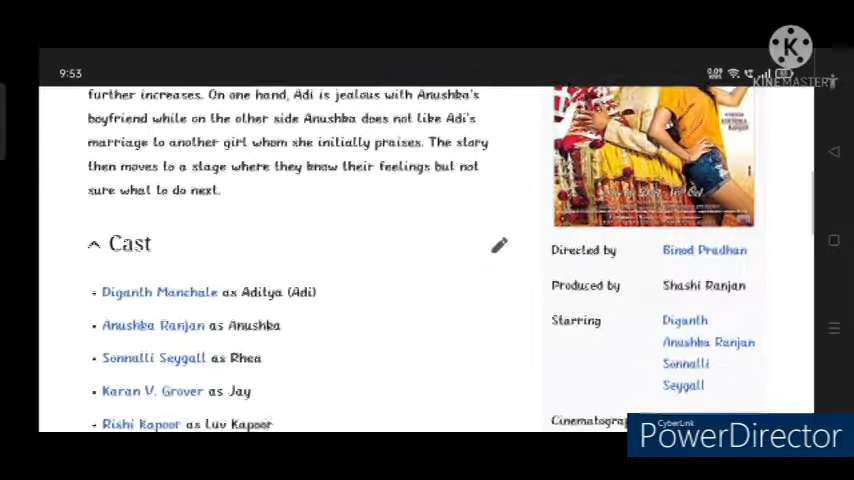 9:53
0.09
KINEMASTER
further increases. On one hand, Adi is jealous with Anushka's
boyfriend while on the other side Anushka does not like Adi's
marriage to another girl whom she initially praises. The story
then moves to a stage where they know their feelings but not
sure what to do next.
Cast
Diganth Manchale as Aditya (Adi)
Anushka Ranjan as Anushka
Sonnalli Seygall as Rhea
Karan V. Grover as Jay
Rishi Kapoor as Luv Kapoor
Directed by Binod Pradhan
Produced by Shashi Ranjan
Starring Diganth
Anushka Ranjan
Sonnalli
Seygall
CyberLink
PowerDirector